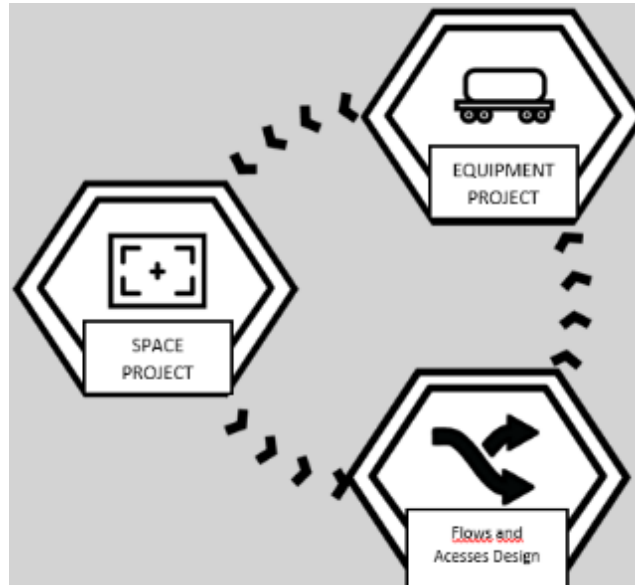 EQUIPMENT
PROJECT
SPACE
PROJECT
Flows and
Acesses Design